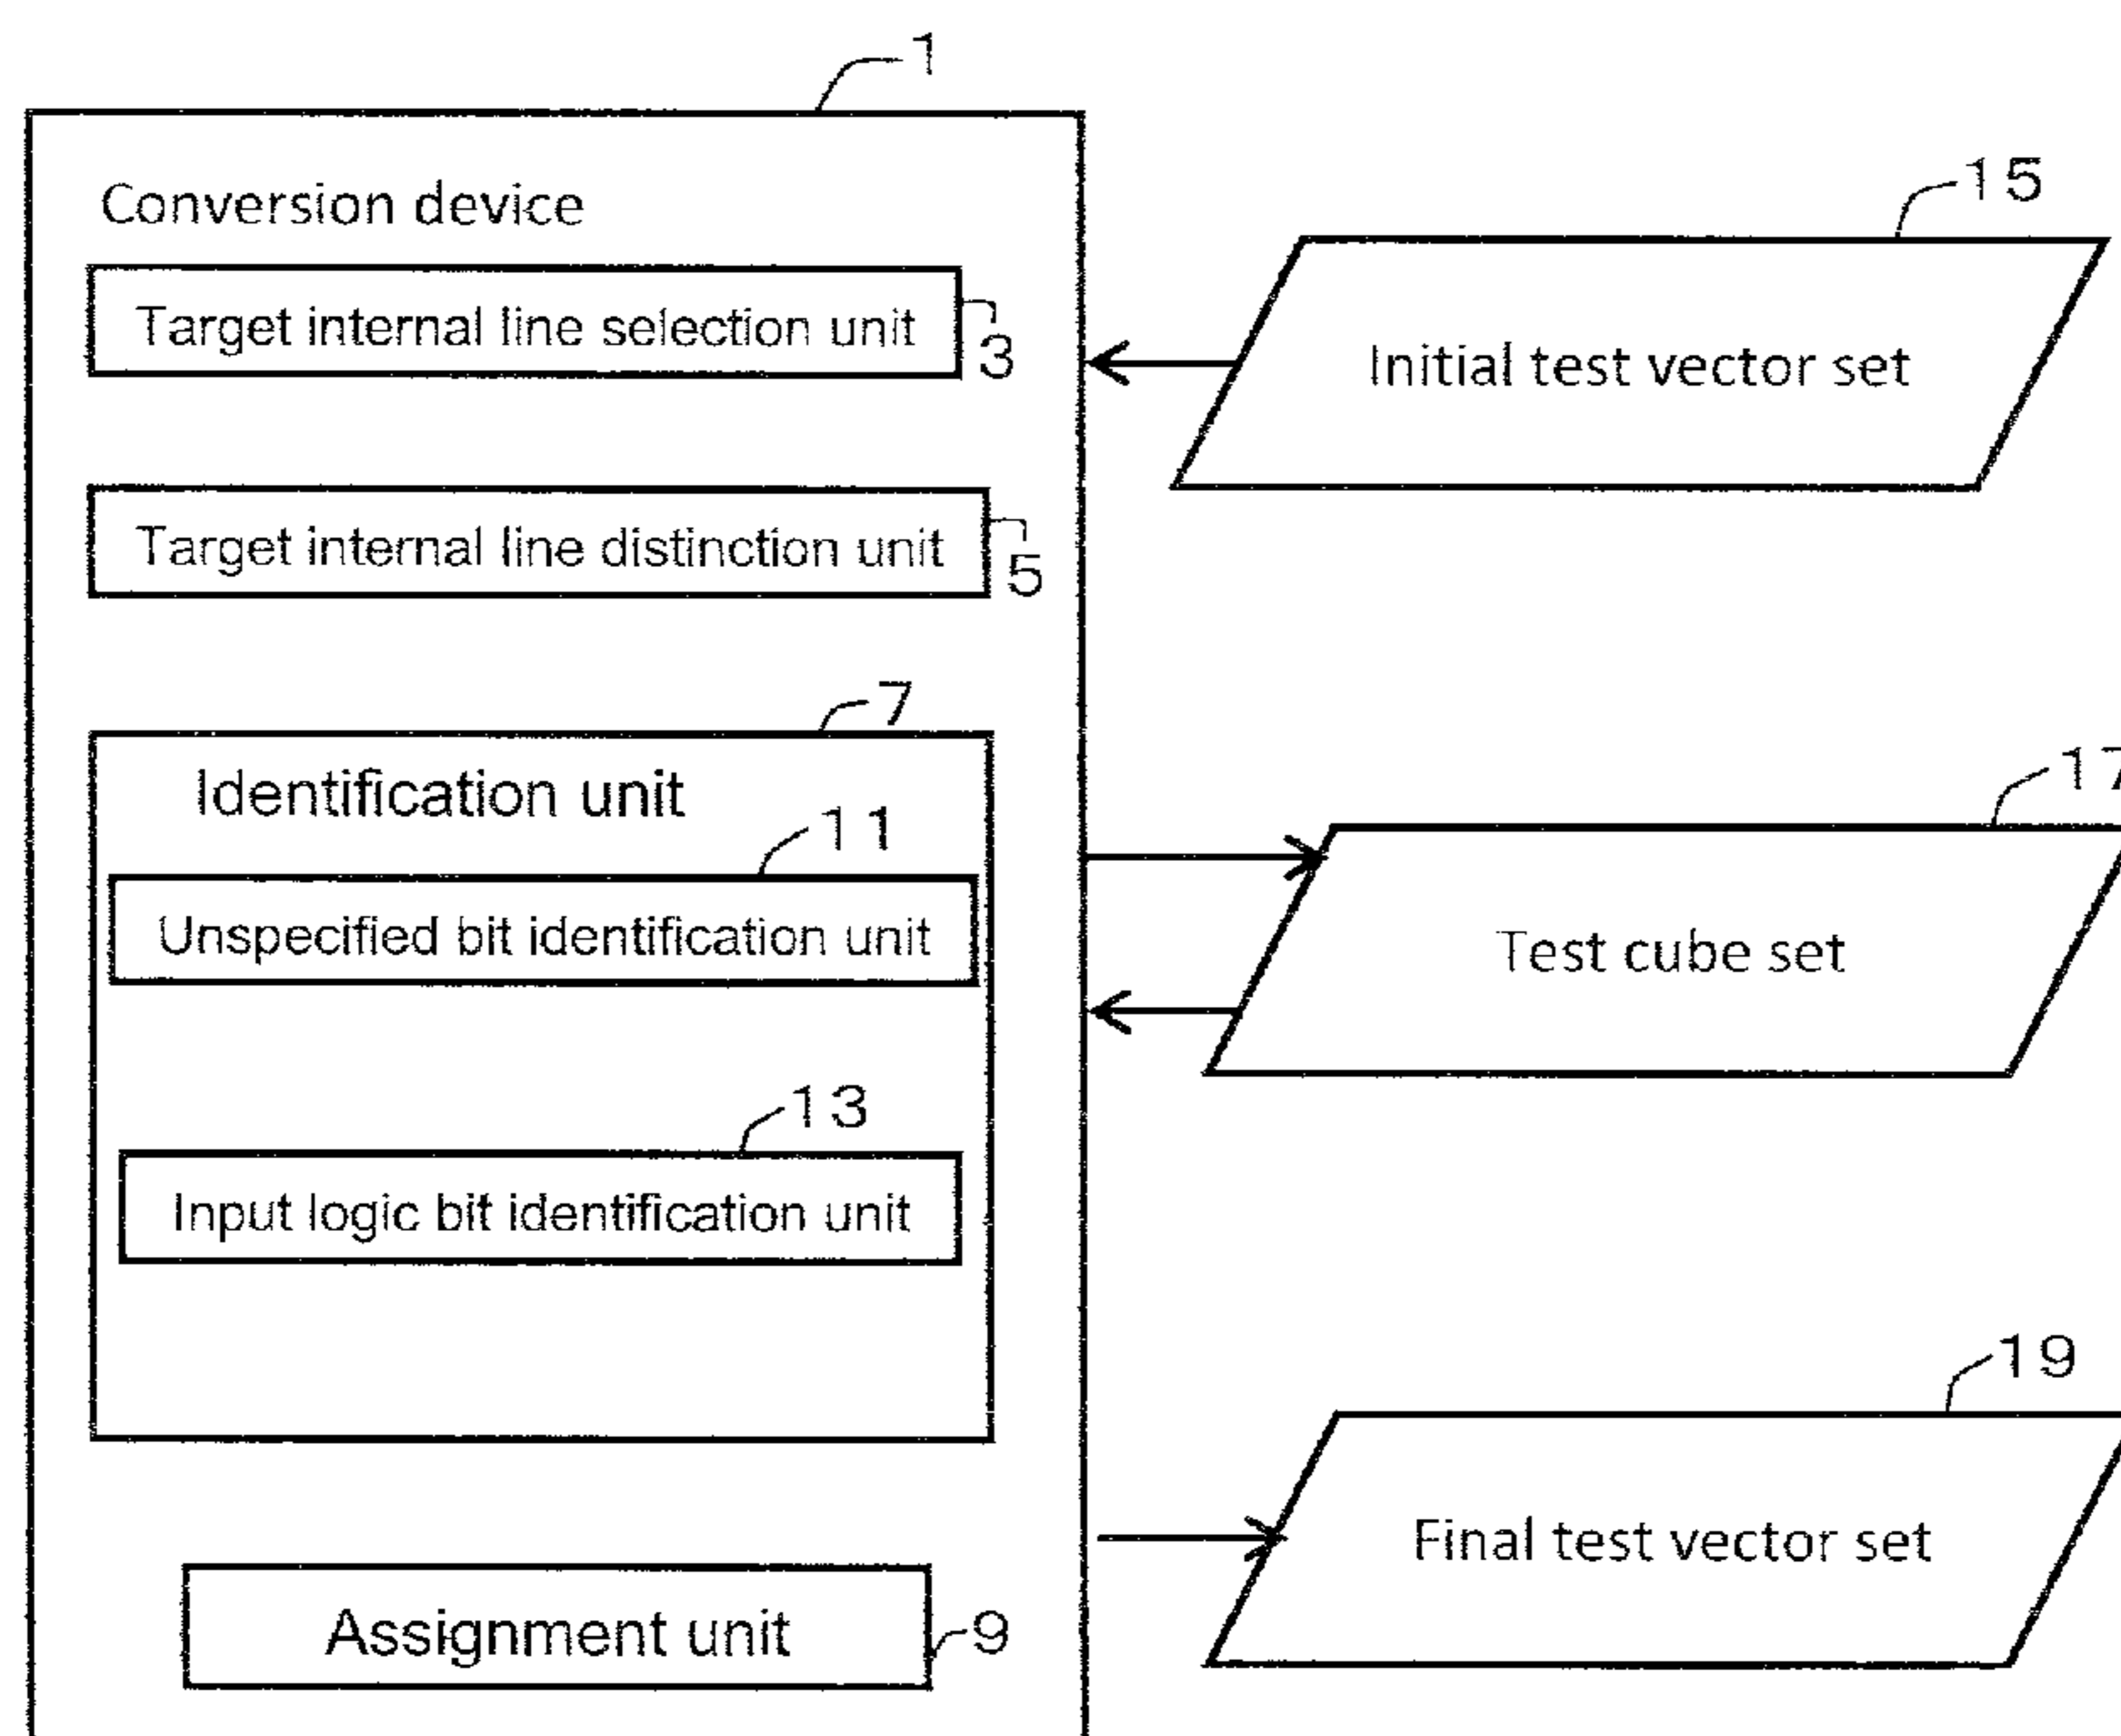 1
Conversion device
Target internal line selection unit
3
Target internal line distinction unit
5
7
Identification unit
11
Unspecified bit identification unit
13
Input logic bit identification unit
Assignment unit
9
15
Initial test vector set
17
Test cube set
19
Final test vector set